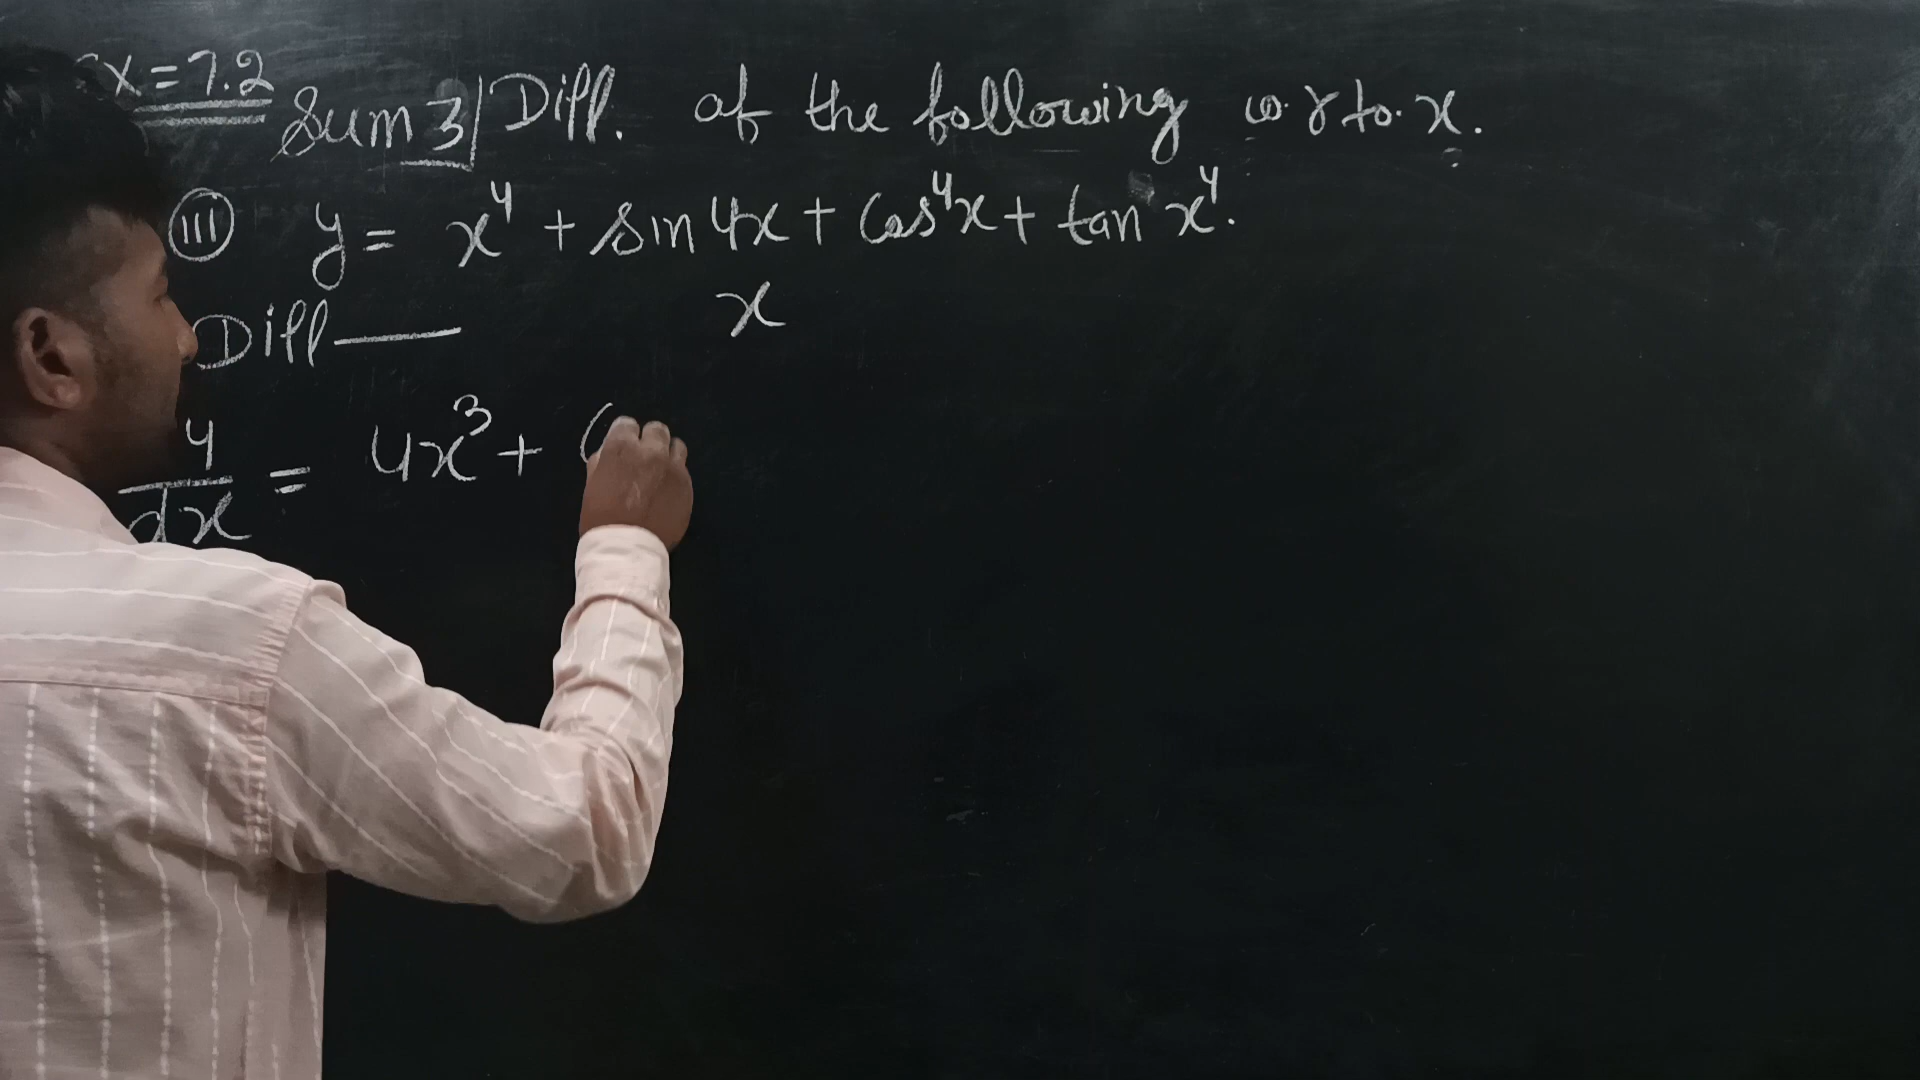 x = 7.2
Sum 3 Diff. of the following w.r to. x.
(iii) y = x⁴ + sin 4x + Cos⁴x + tan x⁴.
x
Diff —
y/dx = 4x³ + C